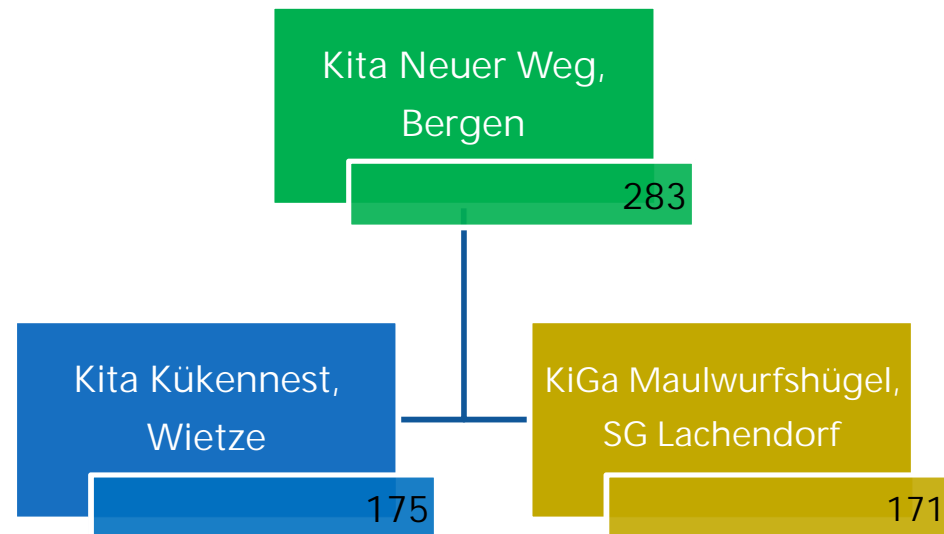 Kita Neuer Weg,
Bergen
283
Kita Kükennest,
Wietze
175
KiGa Maulwurfshügel,
SG Lachendorf
171